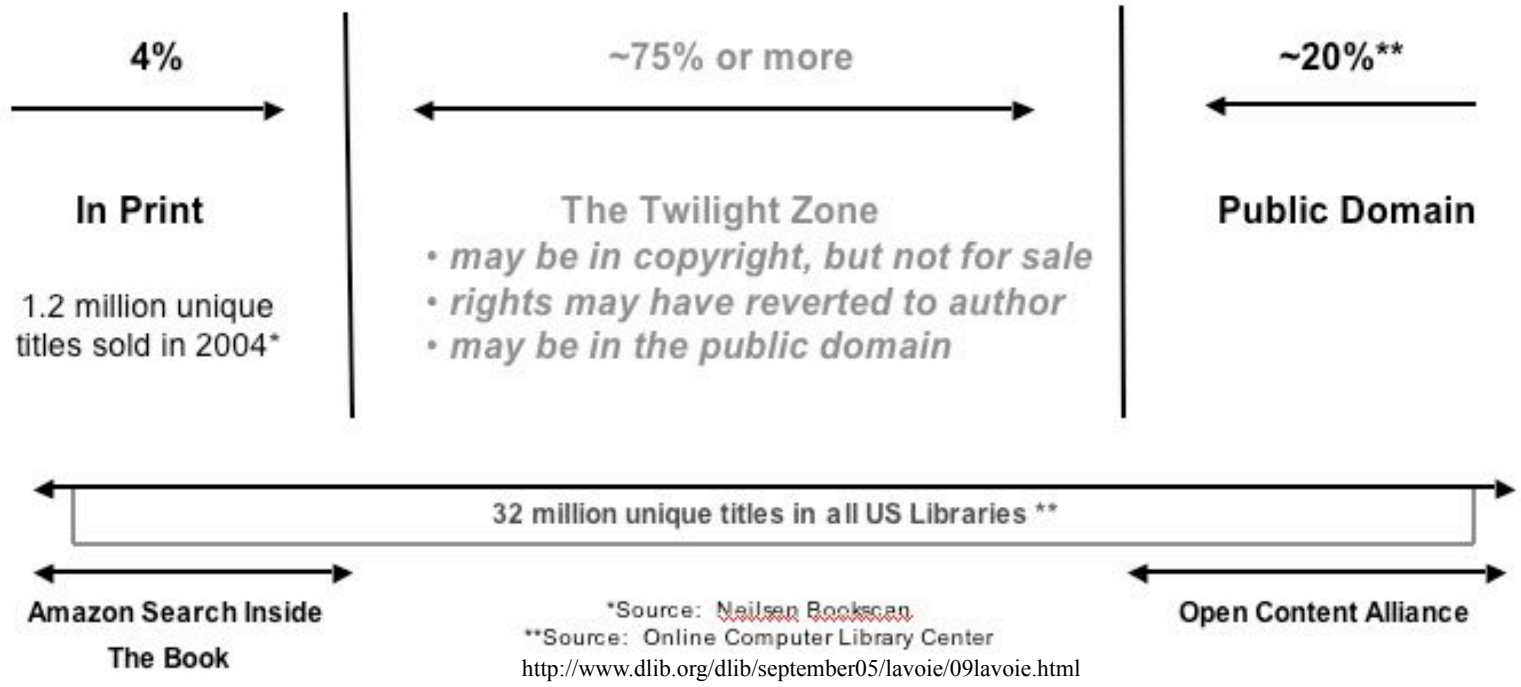 4%
~75% or more
~20%**
In Print
The Twilight Zone
Public Domain
• may be in copyright, but not for sale
1.2 million unique
titles sold in 2004*
• rights may have reverted to author
• may be in the public domain
32 million unique titles in all US Libraries **
Amazon Search Inside
The Book
*Source: Neilsen Bookscan
**Source: Online Computer Library Center
http://www.dlib.org/dlib/september05/lavoie/09lavoie.html
Open Content Alliance